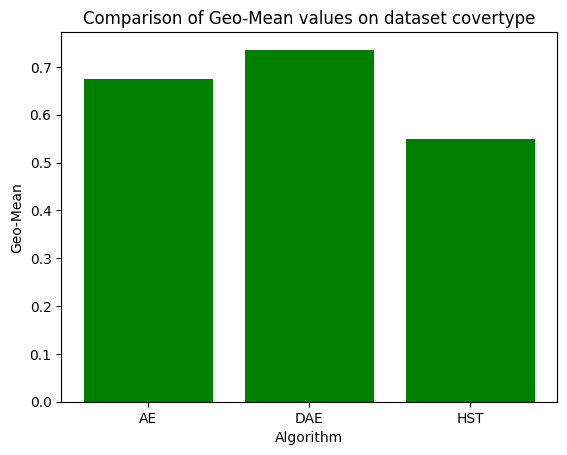 Comparison of Geo-Mean values on dataset covertype
Geo-Mean
0.7
0.6
0.5
0.4
0.3
0.2
0.1
0.0
AE DAE HST
Algorithm